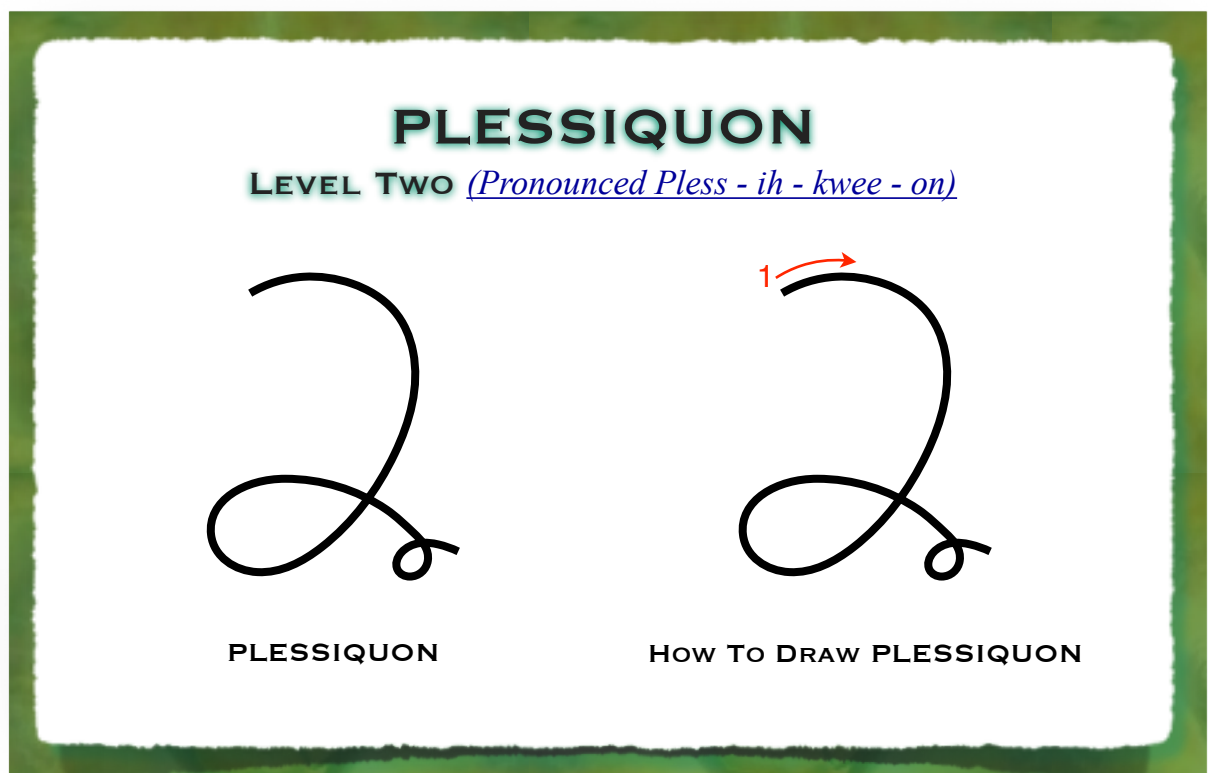 PLESSIQUON
Level Two (Pronounced Pless - ih - kwee - on)
1
PLESSIQUON
How To Draw PLESSIQUON